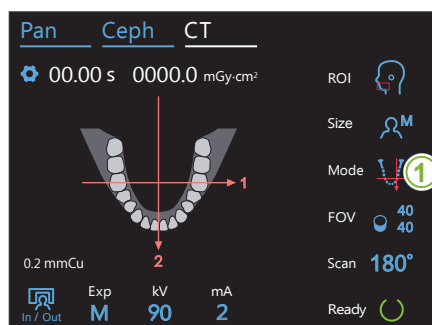 Pan Ceph CT
00.00 s 0000.0 mGy·cm²
ROI
Size M
Mode 1
1
FOV 40
40
0.2 mmCu
2
Scan 180°
Exp kV mA
In / Out M 90 2
Ready